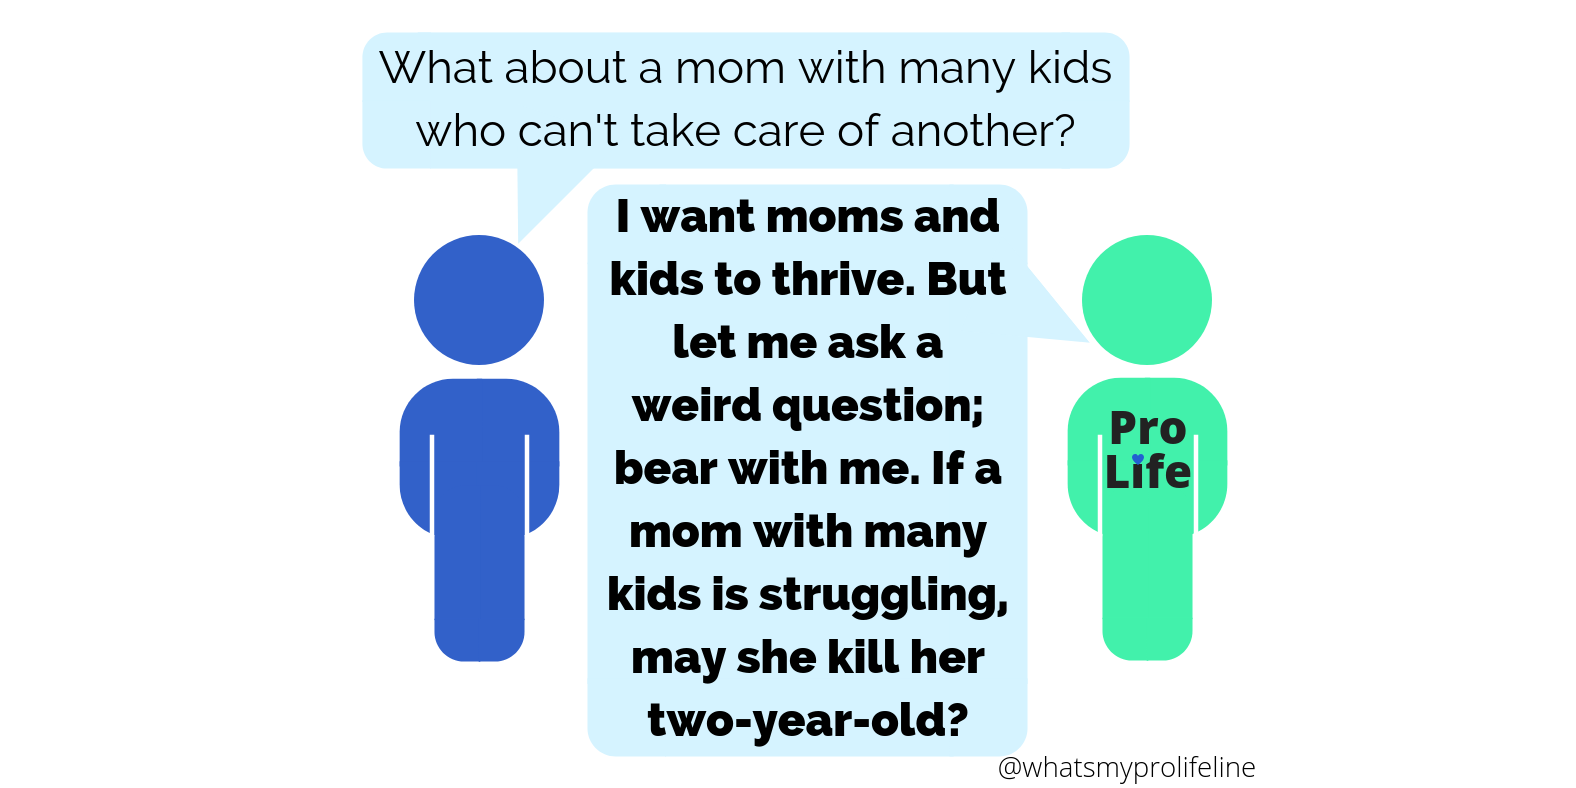 What about a mom with many kids
who can't take care of another?
I want moms and
kids to thrive. But
let me ask a
weird question;
bear with me. If a
mom with many
kids is struggling,
may she kill her
two-year-old?
Pro
Life
@whatsmyprolifeline